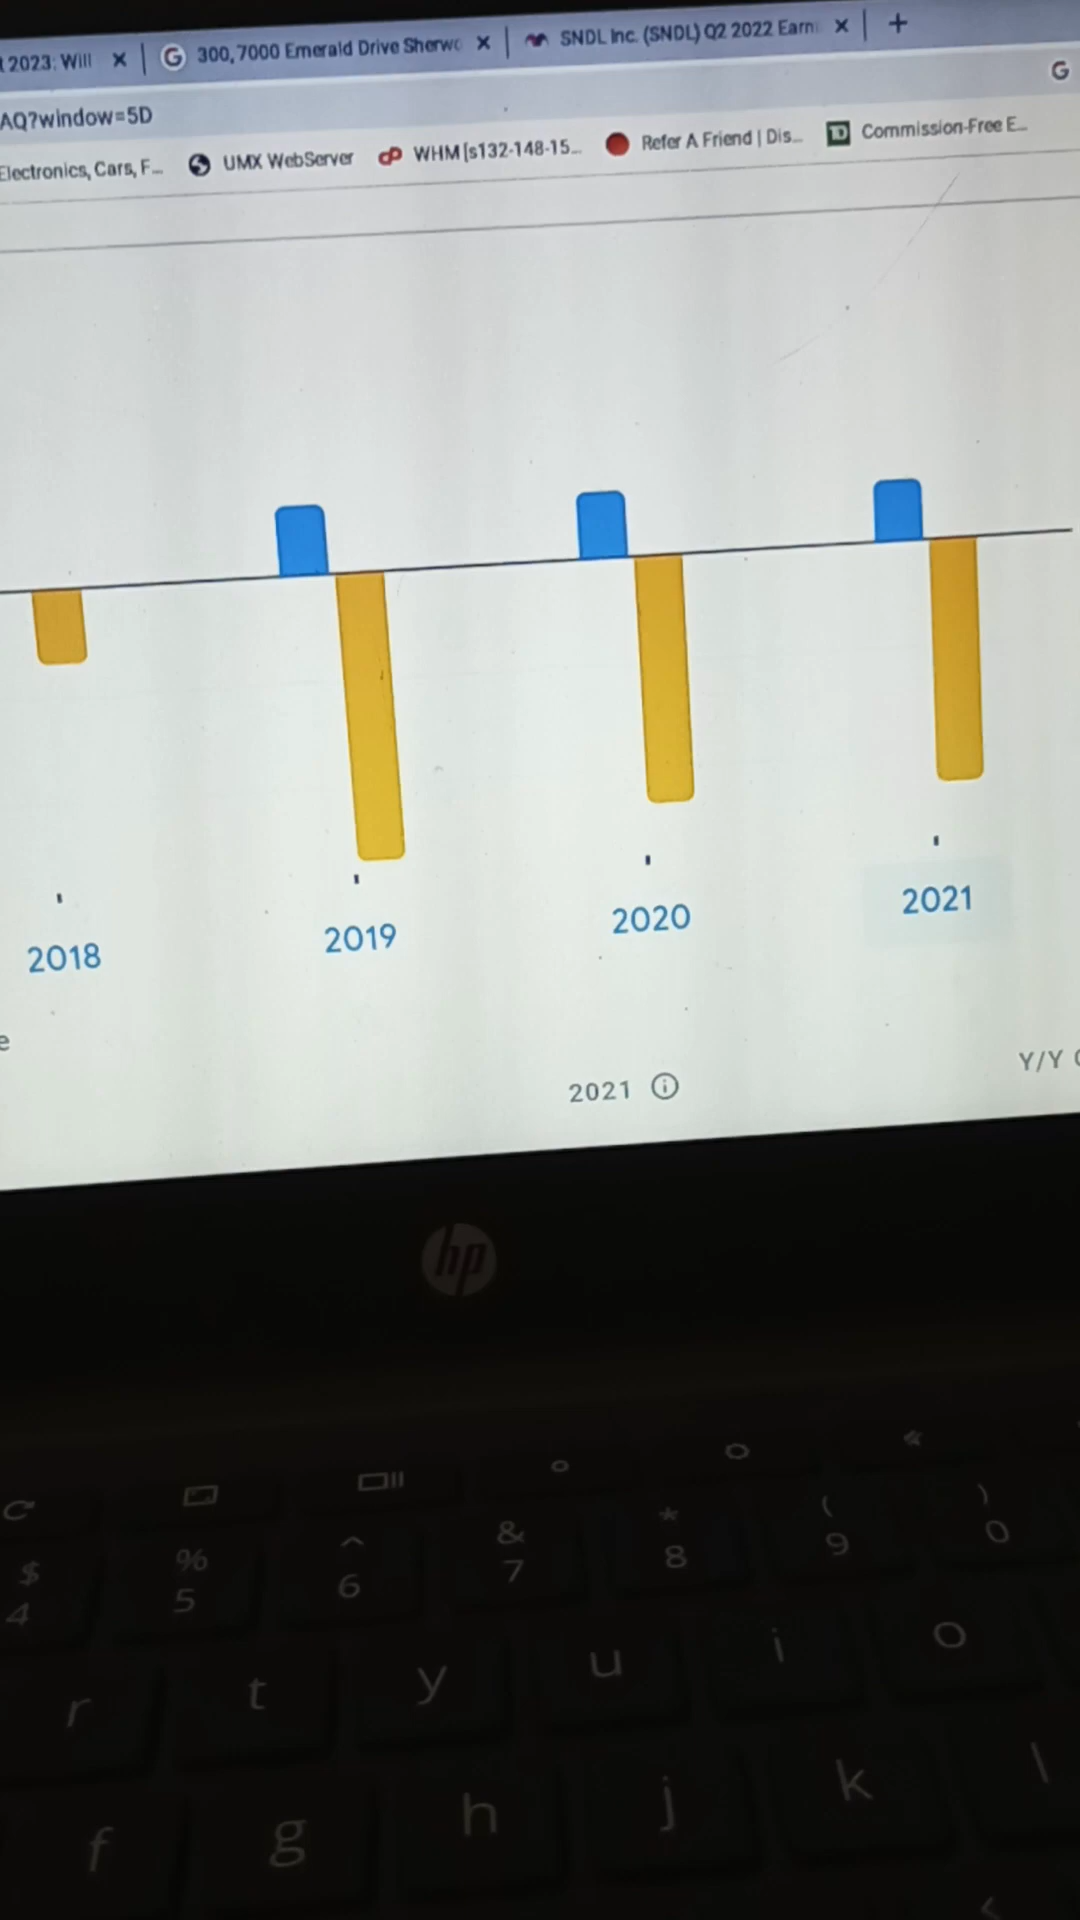 t 2023: Will
300, 7000 Emerald Drive Sherwo
SNDL Inc. (SNDL) Q2 2022 Earni
AQ?window=5D
G
Electronics, Cars, F...
UMX WebServer
WHM [s132-148-15...
Refer A Friend | Dis...
TD
Commission-Free E...
2018
2019
2020
2021
e
2021
Y/Y
hp
$ % ^ & * ( )
4 5 6 7 8 9 0
r t y u i o
f g h j k l